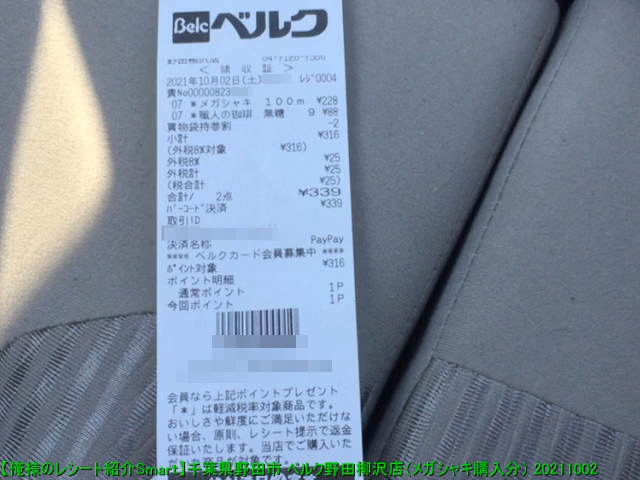 Belc ベルク
野田柳沢店 04-7120-7500
＜ 領 収 証 ＞
2021年10月02日(土) ﾚｼﾞ0004
責No00000823
07 *メガシャキ １００ｍ ¥228
07 *職人の珈琲 無糖 ９ ¥88
買物袋持参割 -2
小計 ¥316
(外税8%対象 ¥316)
外税8% ¥25
外税計 ¥25
(税合計 ¥25)
合計/ 2点 ¥339
ﾊﾞｰｺｰﾄﾞ決済 ¥339
取引ID
決済名称 PayPay
**** ベルクカード会員募集中 ****
ﾎﾟｲﾝﾄ対象 ¥316
ポイント明細
通常ポイント 1P
今回ポイント 1P
会員なら上記ポイントプレゼント
「＊」は軽減税率対象商品です。
おいしさや鮮度にご満足いただけな
い場合、原則、レシート提示で返金
保証いたします。当店でご購入いた
【俺様のレシート紹介Smart】千葉県野田市 ベルク野田柳沢店(メガシャキ購入分) 20211002